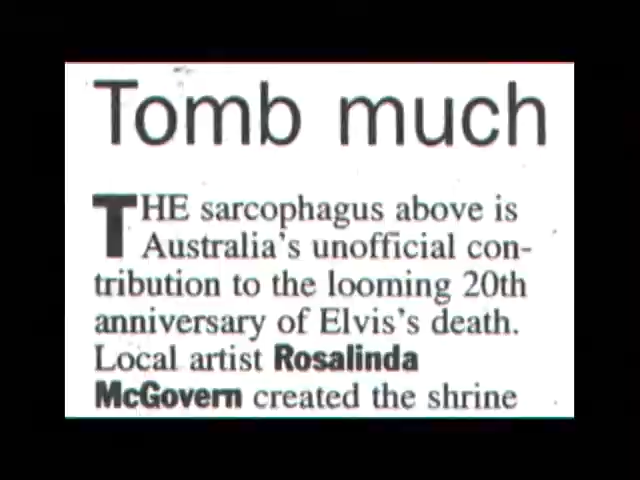 Tomb much
THE sarcophagus above is
Australia's unofficial con-
tribution to the looming 20th
anniversary of Elvis's death.
Local artist Rosalinda
McGovern created the shrine